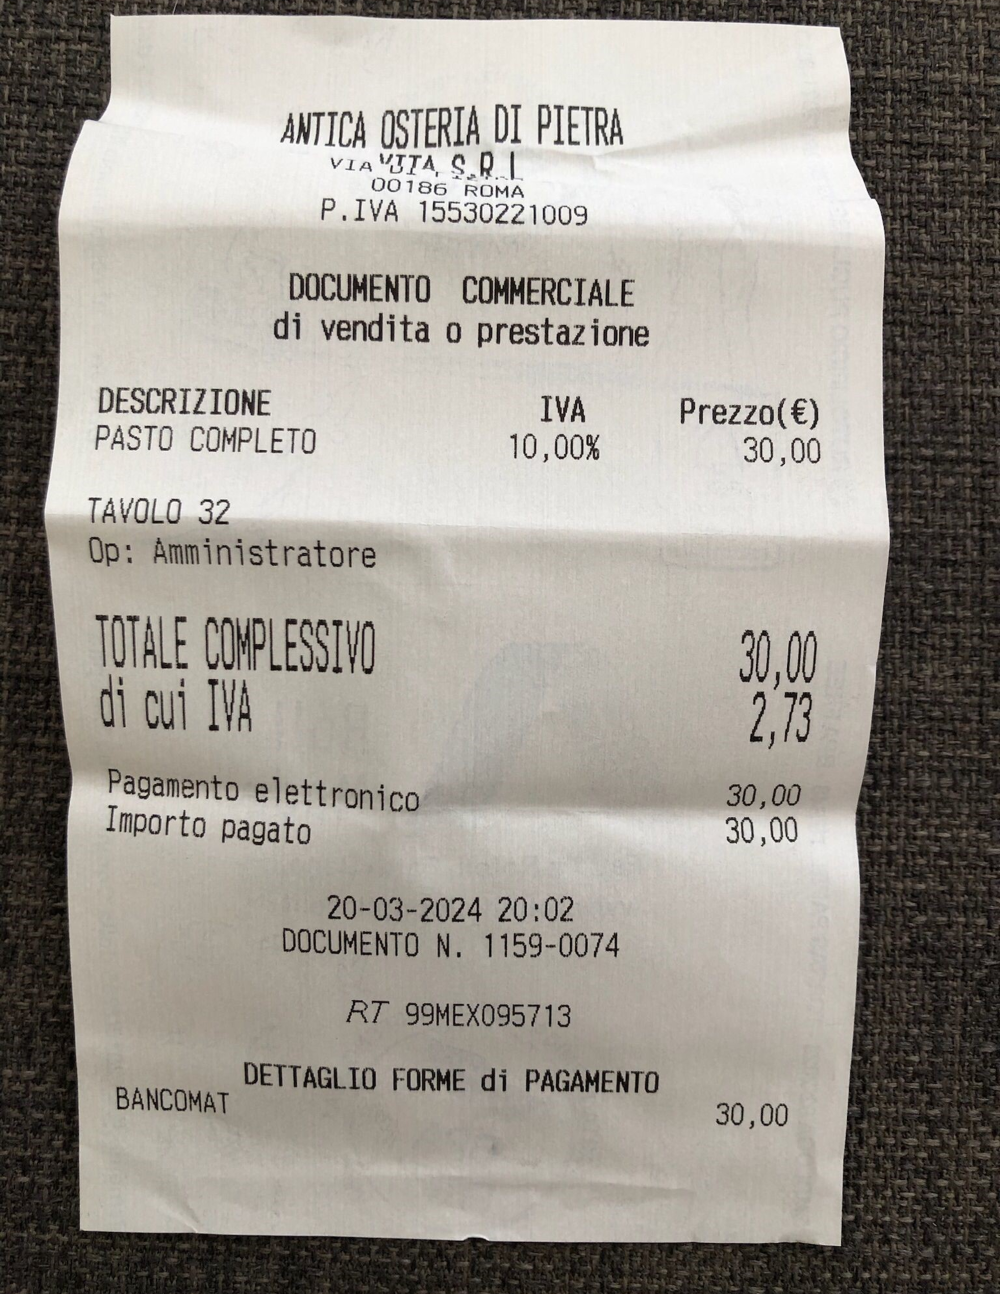 ANTICA OSTERIA DI PIETRA
VIA S.R.L
00186 ROMA
P.IVA 15530221009
DOCUMENTO COMMERCIALE
di vendita o prestazione
DESCRIZIONE IVA Prezzo(€)
PASTO COMPLETO 10,00% 30,00
TAVOLO 32
Op: Amministratore
TOTALE COMPLESSIVO 30,00
di cui IVA 2,73
Pagamento elettronico 30,00
Importo pagato 30,00
20-03-2024 20:02
DOCUMENTO N. 1159-0074
RT 99MEX095713
DETTAGLIO FORME di PAGAMENTO
BANCOMAT 30,00